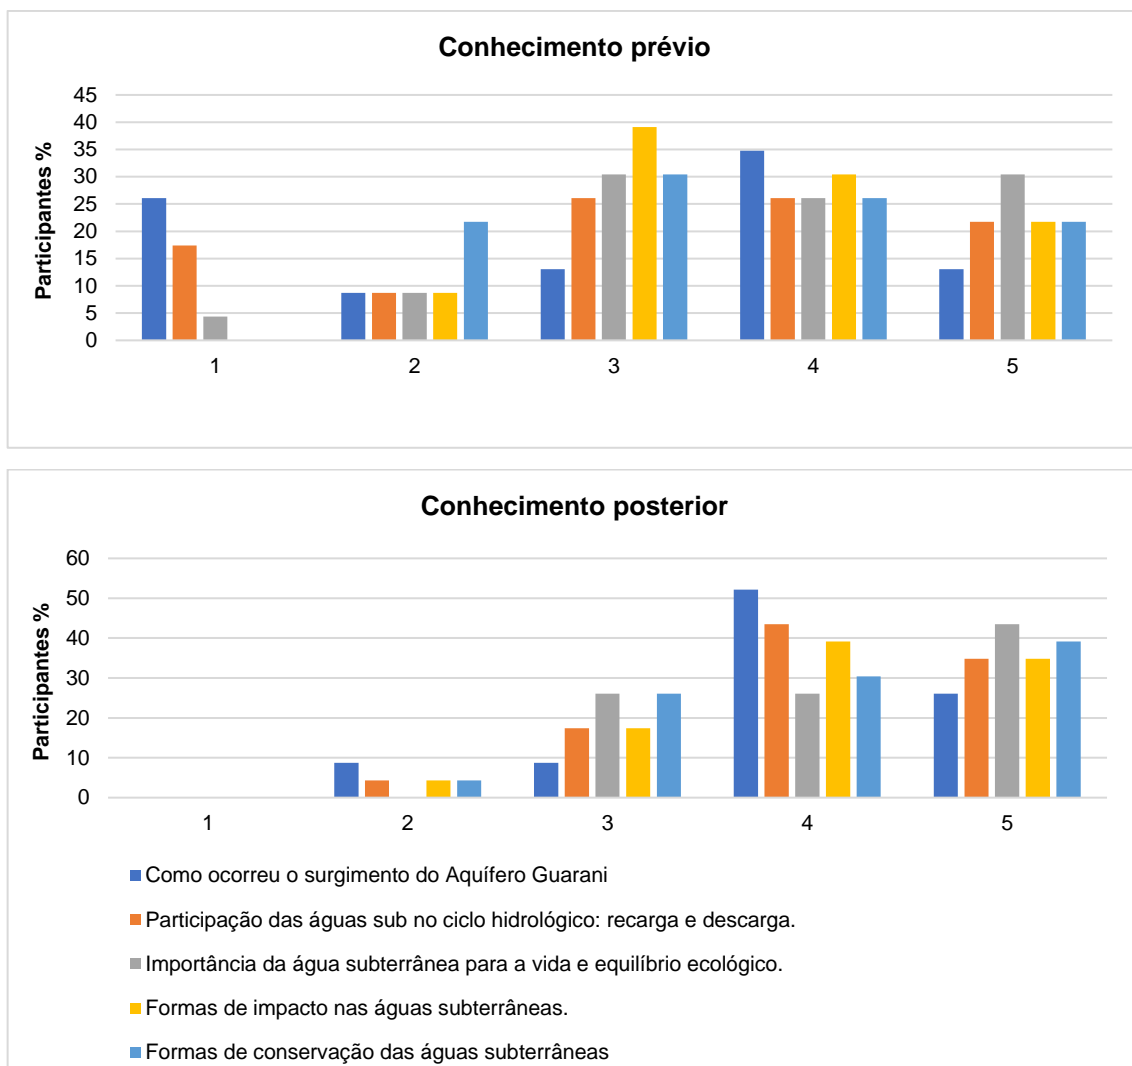 Conhecimento prévio
Participantes %
45
40
35
30
25
20
15
10
5
0
1 2 3 4 5
Conhecimento posterior
Participantes %
60
50
40
30
20
10
0
1 2 3 4 5
Como ocorreu o surgimento do Aquífero Guarani
Participação das águas sub no ciclo hidrológico: recarga e descarga.
Importância da água subterrânea para a vida e equilíbrio ecológico.
Formas de impacto nas águas subterrâneas.
Formas de conservação das águas subterrâneas